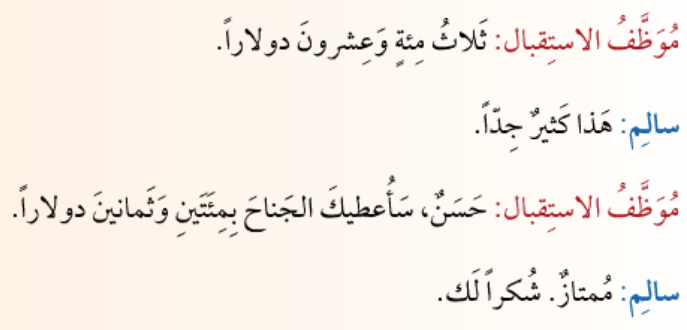 مُوَظَّفُ الاستِقبال: ثَلاثُ مِئةٍ وَعِشرونَ دولاراً.
سالِم: هَذا كَثيرٌ جِدّاً.
مُوَظَّفُ الاستِقبال: حَسَنٌ، سَأُعطيكَ الجَناحَ بِمِئَتَينِ وَثَمانينَ دولاراً.
سالِم: مُمتازٌ. شُكراً لَك.